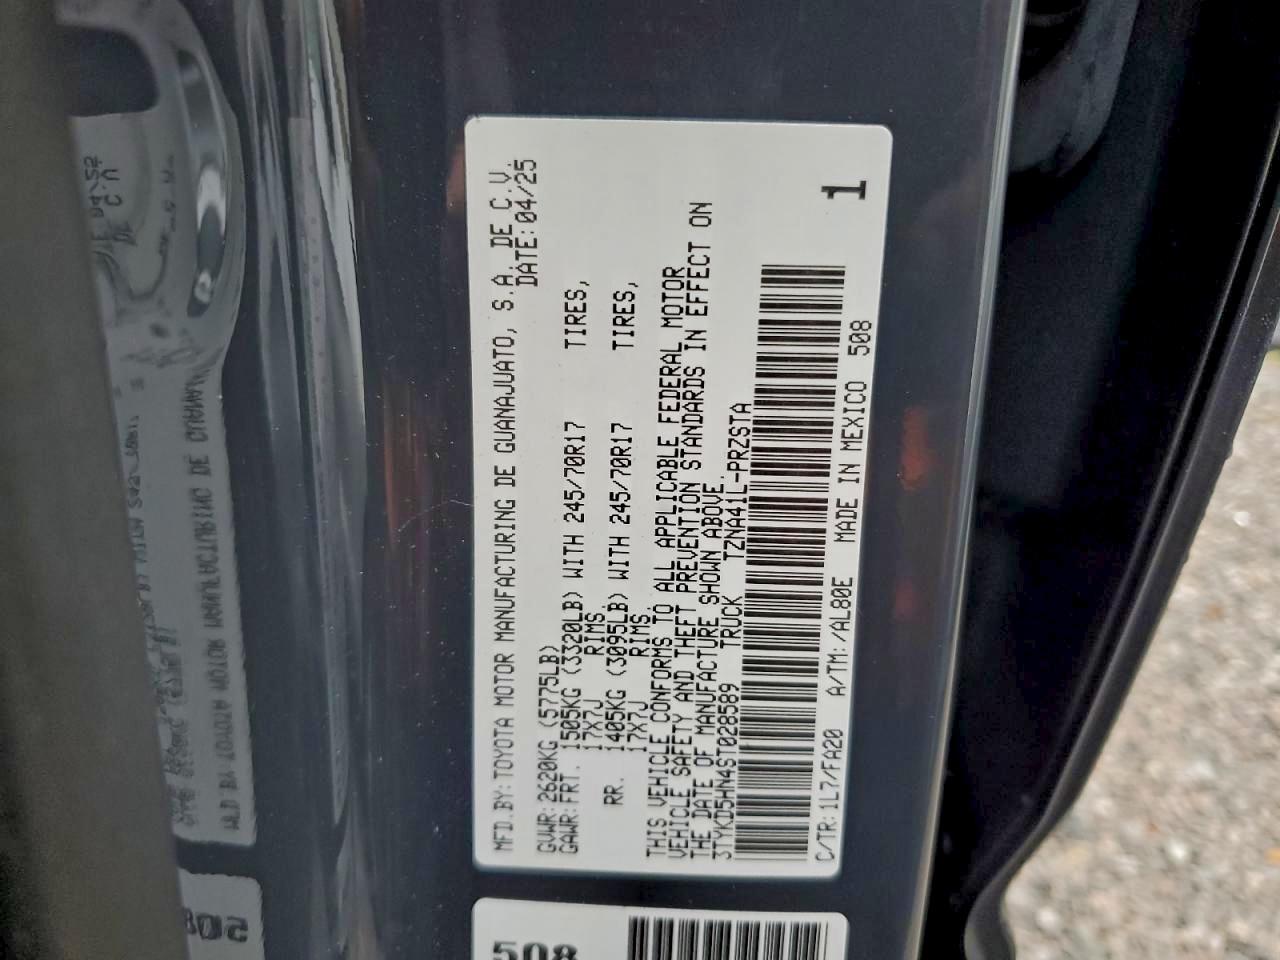 MFD.BY: TOYOTA MOTOR MANUFACTURING DE GUANAJUATO, S.A. DE C.V.
DATE:04/25
GVWR:2620KG (5775LB)
GAWR:FRT. 1505KG (3320LB) WITH 245/70R17 TIRES,
17X7J RIMS.
RR. 1405KG (3095LB) WITH 245/70R17 TIRES,
17X7J RIMS.
THIS VEHICLE CONFORMS TO ALL APPLICABLE FEDERAL MOTOR
VEHICLE SAFETY AND THEFT PREVENTION STANDARDS IN EFFECT ON
THE DATE OF MANUFACTURE SHOWN ABOVE.
3TYKD5HN4ST028589 TRUCK TZNA41L-PRZSTA
1
C/TR:1L7/FA20 A/TM:/AL80E MADE IN MEXICO 508
508